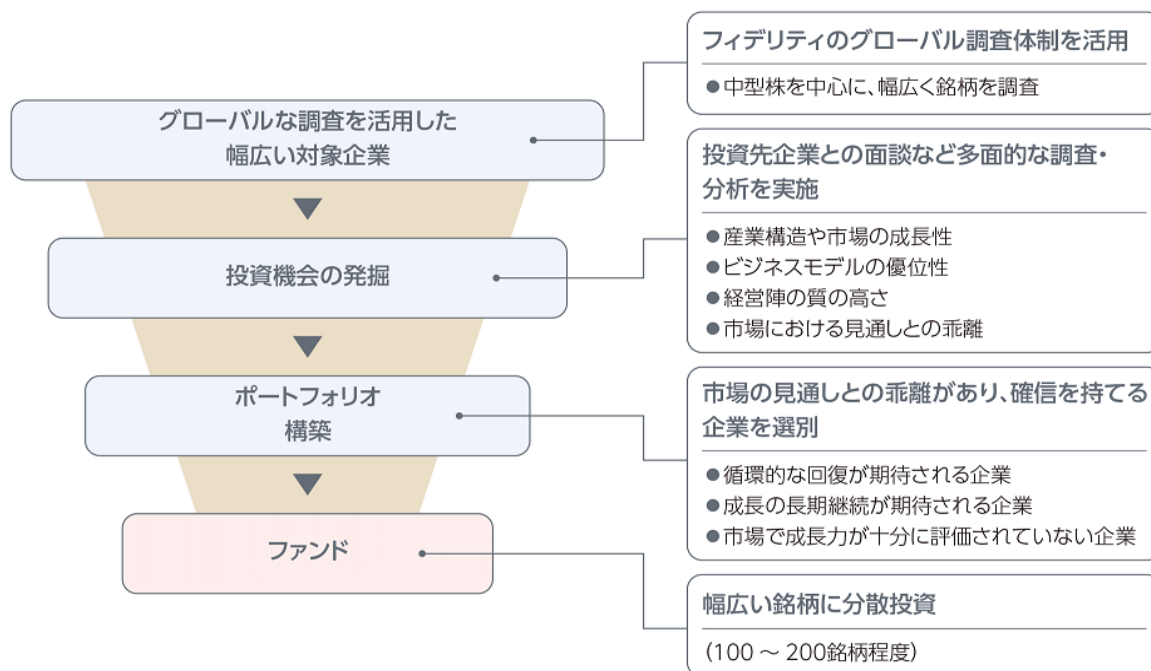 グローバルな調査を活用した
幅広い対象企業
投資機会の発掘
ポートフォリオ
構築
ファンド
フィデリティのグローバル調査体制を活用
●中型株を中心に、幅広く銘柄を調査
投資先企業との面談など多面的な調査・
分析を実施
●産業構造や市場の成長性
●ビジネスモデルの優位性
●経営陣の質の高さ
●市場における見通しとの乖離
市場の見通しとの乖離があり、確信を持てる
企業を選別
●循環的な回復が期待される企業
●成長の長期継続が期待される企業
●市場で成長力が十分に評価されていない企業
幅広い銘柄に分散投資
(100 ～ 200銘柄程度)